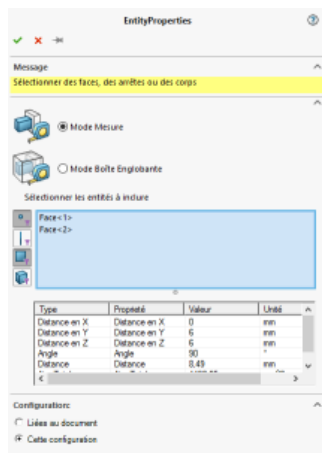 EntityProperties
Message
Sélectionner des faces, des arrêtes ou des corps
Mode Mesure
Mode Boîte Englobante
Sélectionner les entités à inclure
Face<1>
Face<2>
Type Propriété Valeur Unité
Distance en X Distance en X 0 mm
Distance en Y Distance en Y 6 mm
Distance en Z Distance en Z 6 mm
Angle Angle 90 °
Distance Distance 8,49 mm
Configuration:
Liées au document
Cette configuration